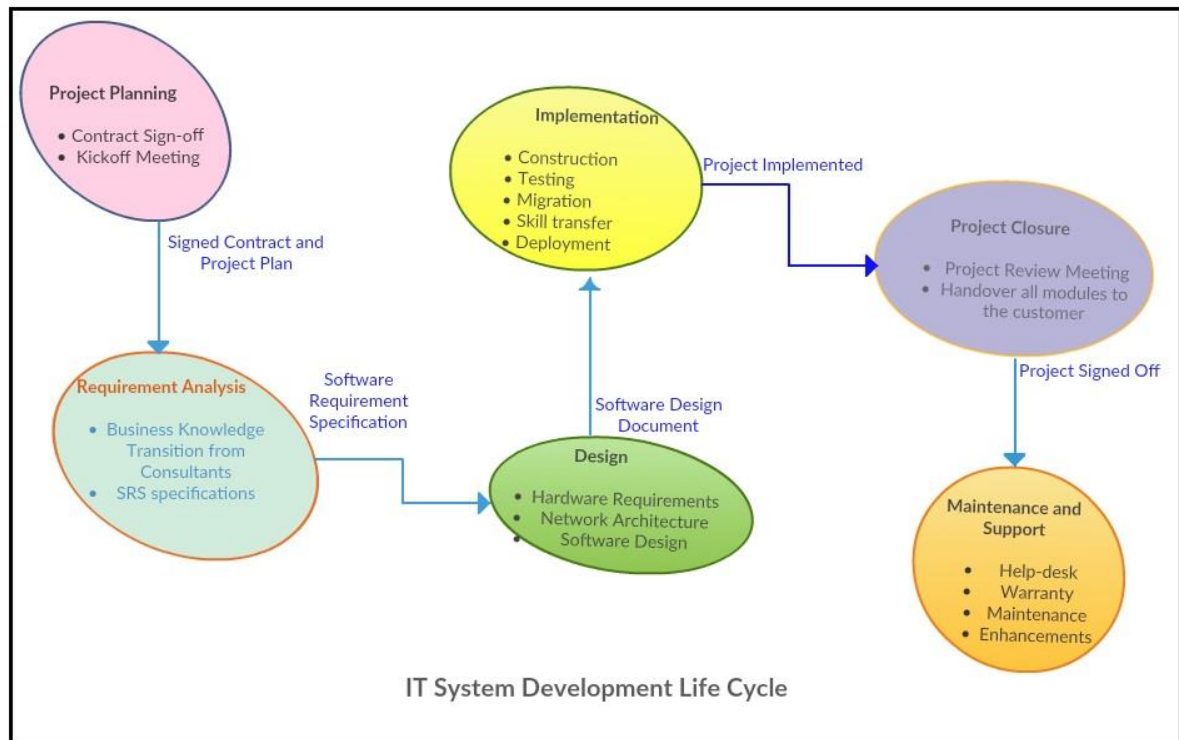 Project Planning
• Contract Sign-off
• Kickoff Meeting
Signed Contract and
Project Plan
Requirement Analysis
• Business Knowledge
Transition from
Consultants
• SRS specifications
Software
Requirement
Specification
Design
• Hardware Requirements
• Network Architecture
• Software Design
Software Design
Document
Implementation
• Construction
• Testing
• Migration
• Skill transfer
• Deployment
Project Implemented
Project Closure
• Project Review Meeting
• Handover all modules to
the customer
Project Signed Off
Maintenance and
Support
• Help-desk
• Warranty
• Maintenance
• Enhancements
IT System Development Life Cycle